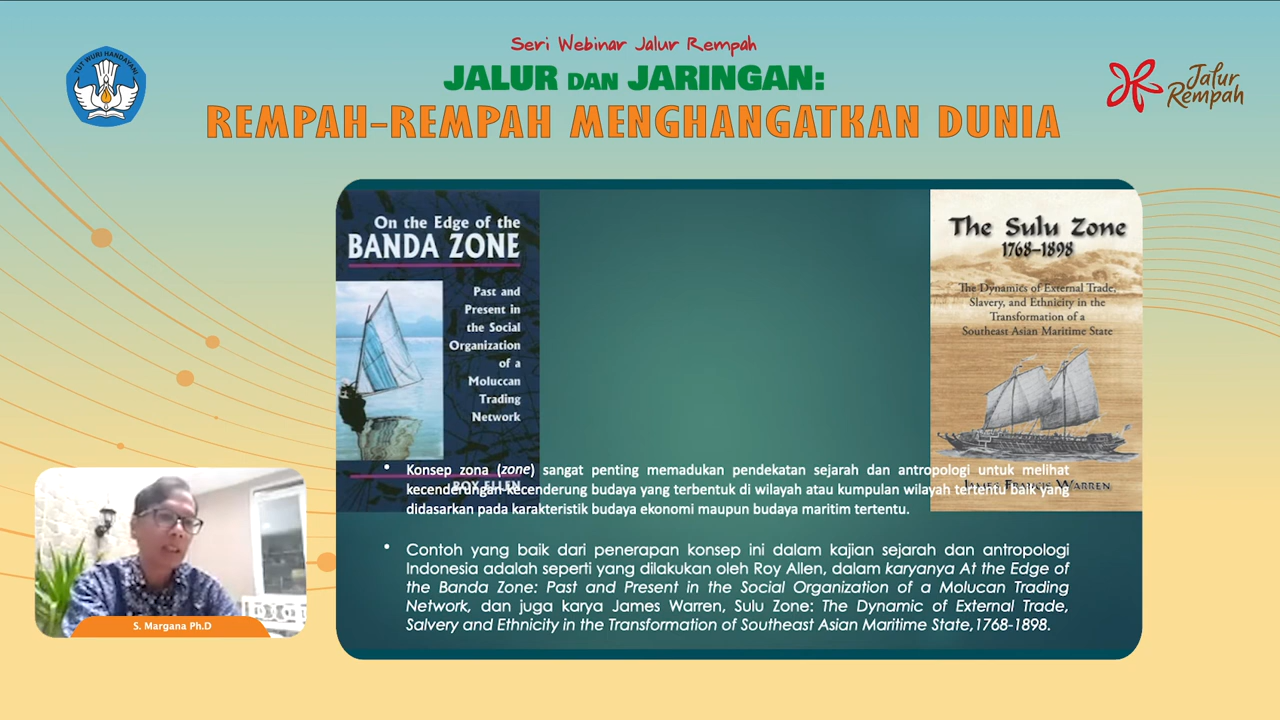 Seri Webinar Jalur Rempah
JALUR DAN JARINGAN:
REMPAH-REMPAH MENGHANGATKAN DUNIA
TUT WURI HANDAYANI
Jalur
Rempah
On the Edge of the
BANDA ZONE
Past and
Present in
the Social
Organization
of a
Moluccan
Trading
Network
ROY ELLEN
The Sulu Zone
1768–1898
The Dynamics of External Trade,
Slavery, and Ethnicity in the
Transformation of a
Southeast Asian Maritime State
James Francis Warren
• Konsep zona (zone) sangat penting memadukan pendekatan sejarah dan antropologi untuk melihat
kecenderungan-kecenderung budaya yang terbentuk di wilayah atau kumpulan wilayah tertentu baik yang
didasarkan pada karakteristik budaya ekonomi maupun budaya maritim tertentu.
• Contoh yang baik dari penerapan konsep ini dalam kajian sejarah dan antropologi
Indonesia adalah seperti yang dilakukan oleh Roy Allen, dalam karyanya At the Edge of
the Banda Zone: Past and Present in the Social Organization of a Molucan Trading
Network, dan juga karya James Warren, Sulu Zone: The Dynamic of External Trade,
Salvery and Ethnicity in the Transformation of Southeast Asian Maritime State,1768-1898.
S. Margana Ph.D